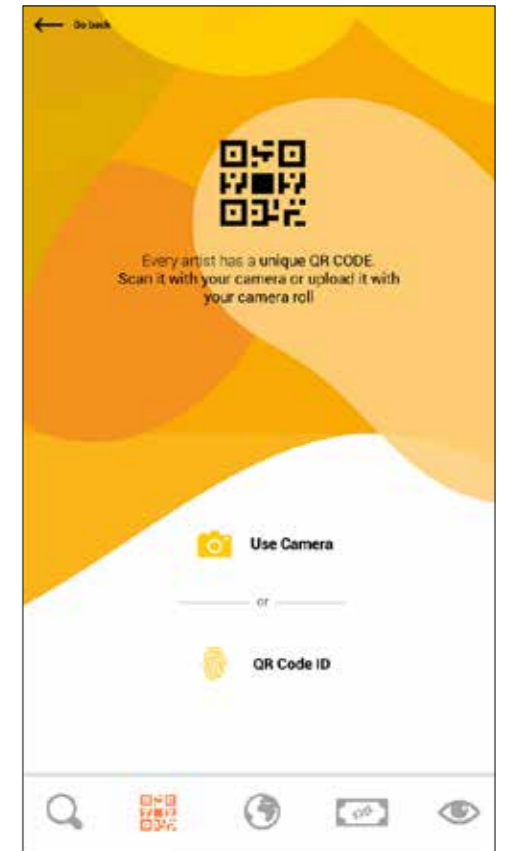 Go back
Every artist has a unique QR CODE.
Scan it with your camera or upload it with
your camera roll
Use Camera
or
QR Code ID